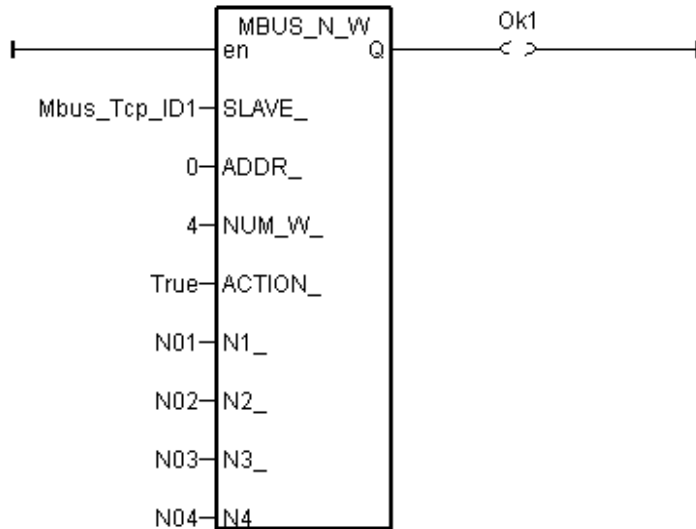 MBUS_N_W Ok1
en Q
Mbus_Tcp_ID1 SLAVE_
0 ADDR_
4 NUM_W_
True ACTION_
N01 N1_
N02 N2_
N03 N3_
N04 N4